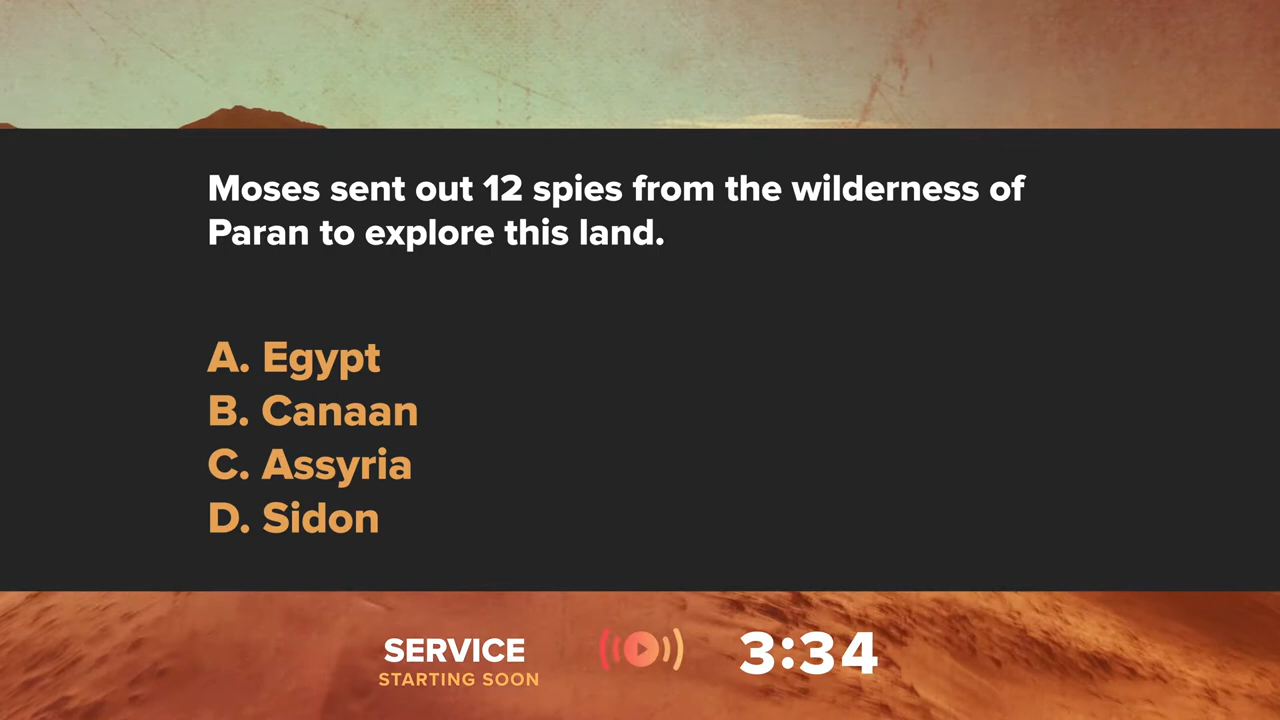 Moses sent out 12 spies from the wilderness of
Paran to explore this land.
A. Egypt
B. Canaan
C. Assyria
D. Sidon
SERVICE
STARTING SOON
3:34